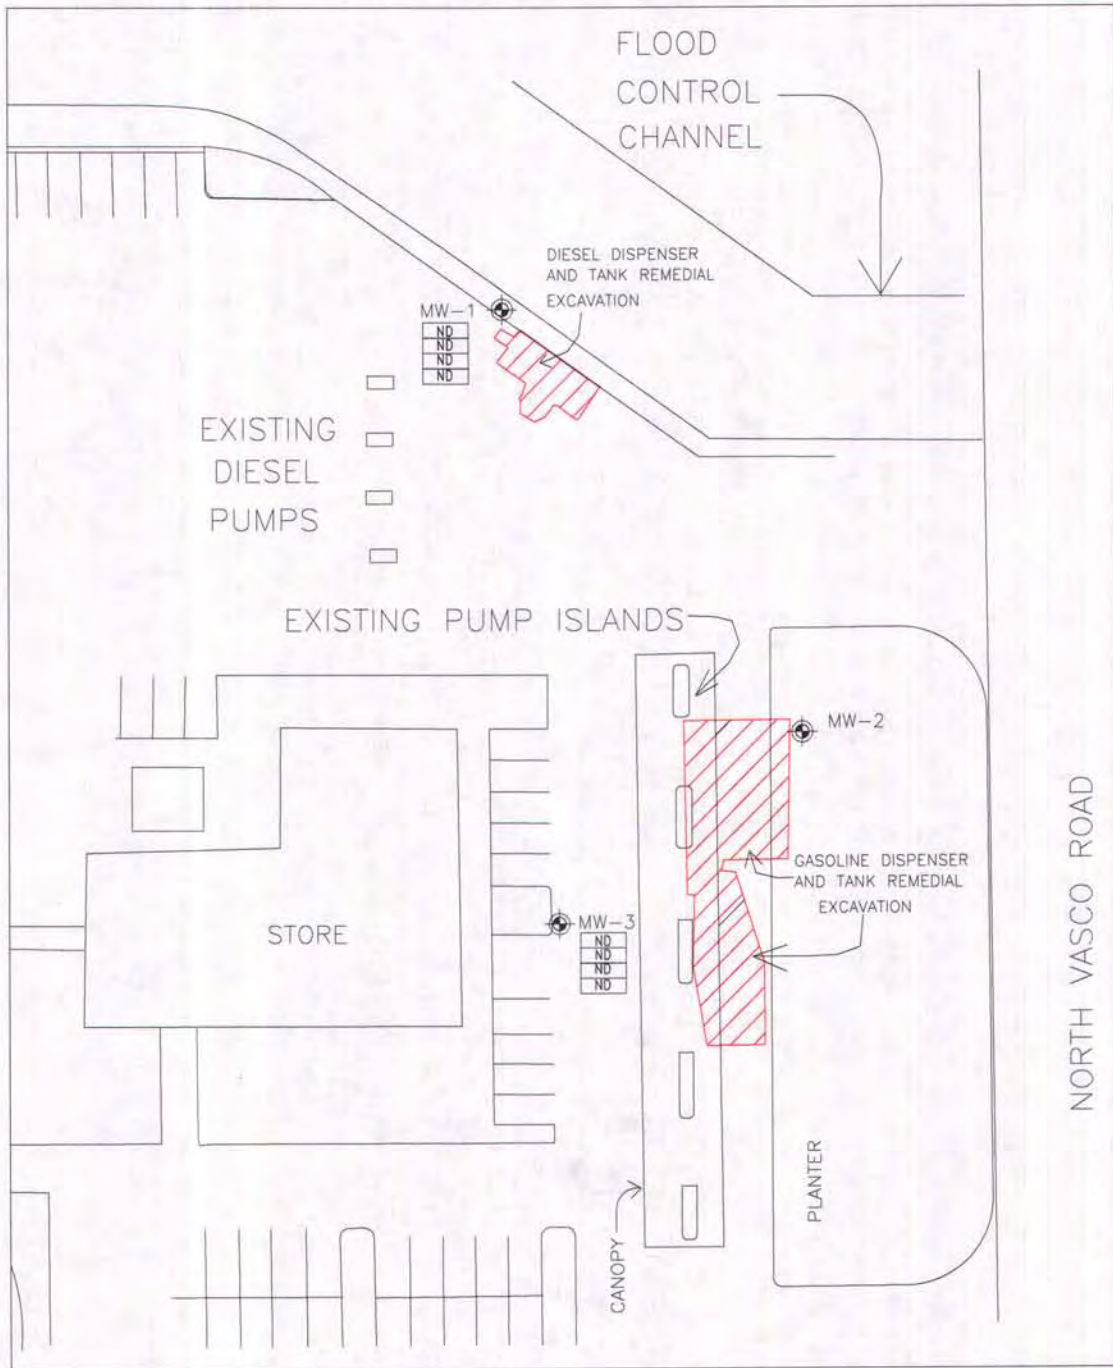 FLOOD
CONTROL
CHANNEL
DIESEL DISPENSER
AND TANK REMEDIAL
EXCAVATION
MW-1
ND
ND
ND
ND
EXISTING
DIESEL
PUMPS
EXISTING PUMP ISLANDS
MW-2
GASOLINE DISPENSER
AND TANK REMEDIAL
EXCAVATION
MW-3
ND
ND
ND
ND
STORE
NORTH VASCO ROAD
PLANTER
CANOPY